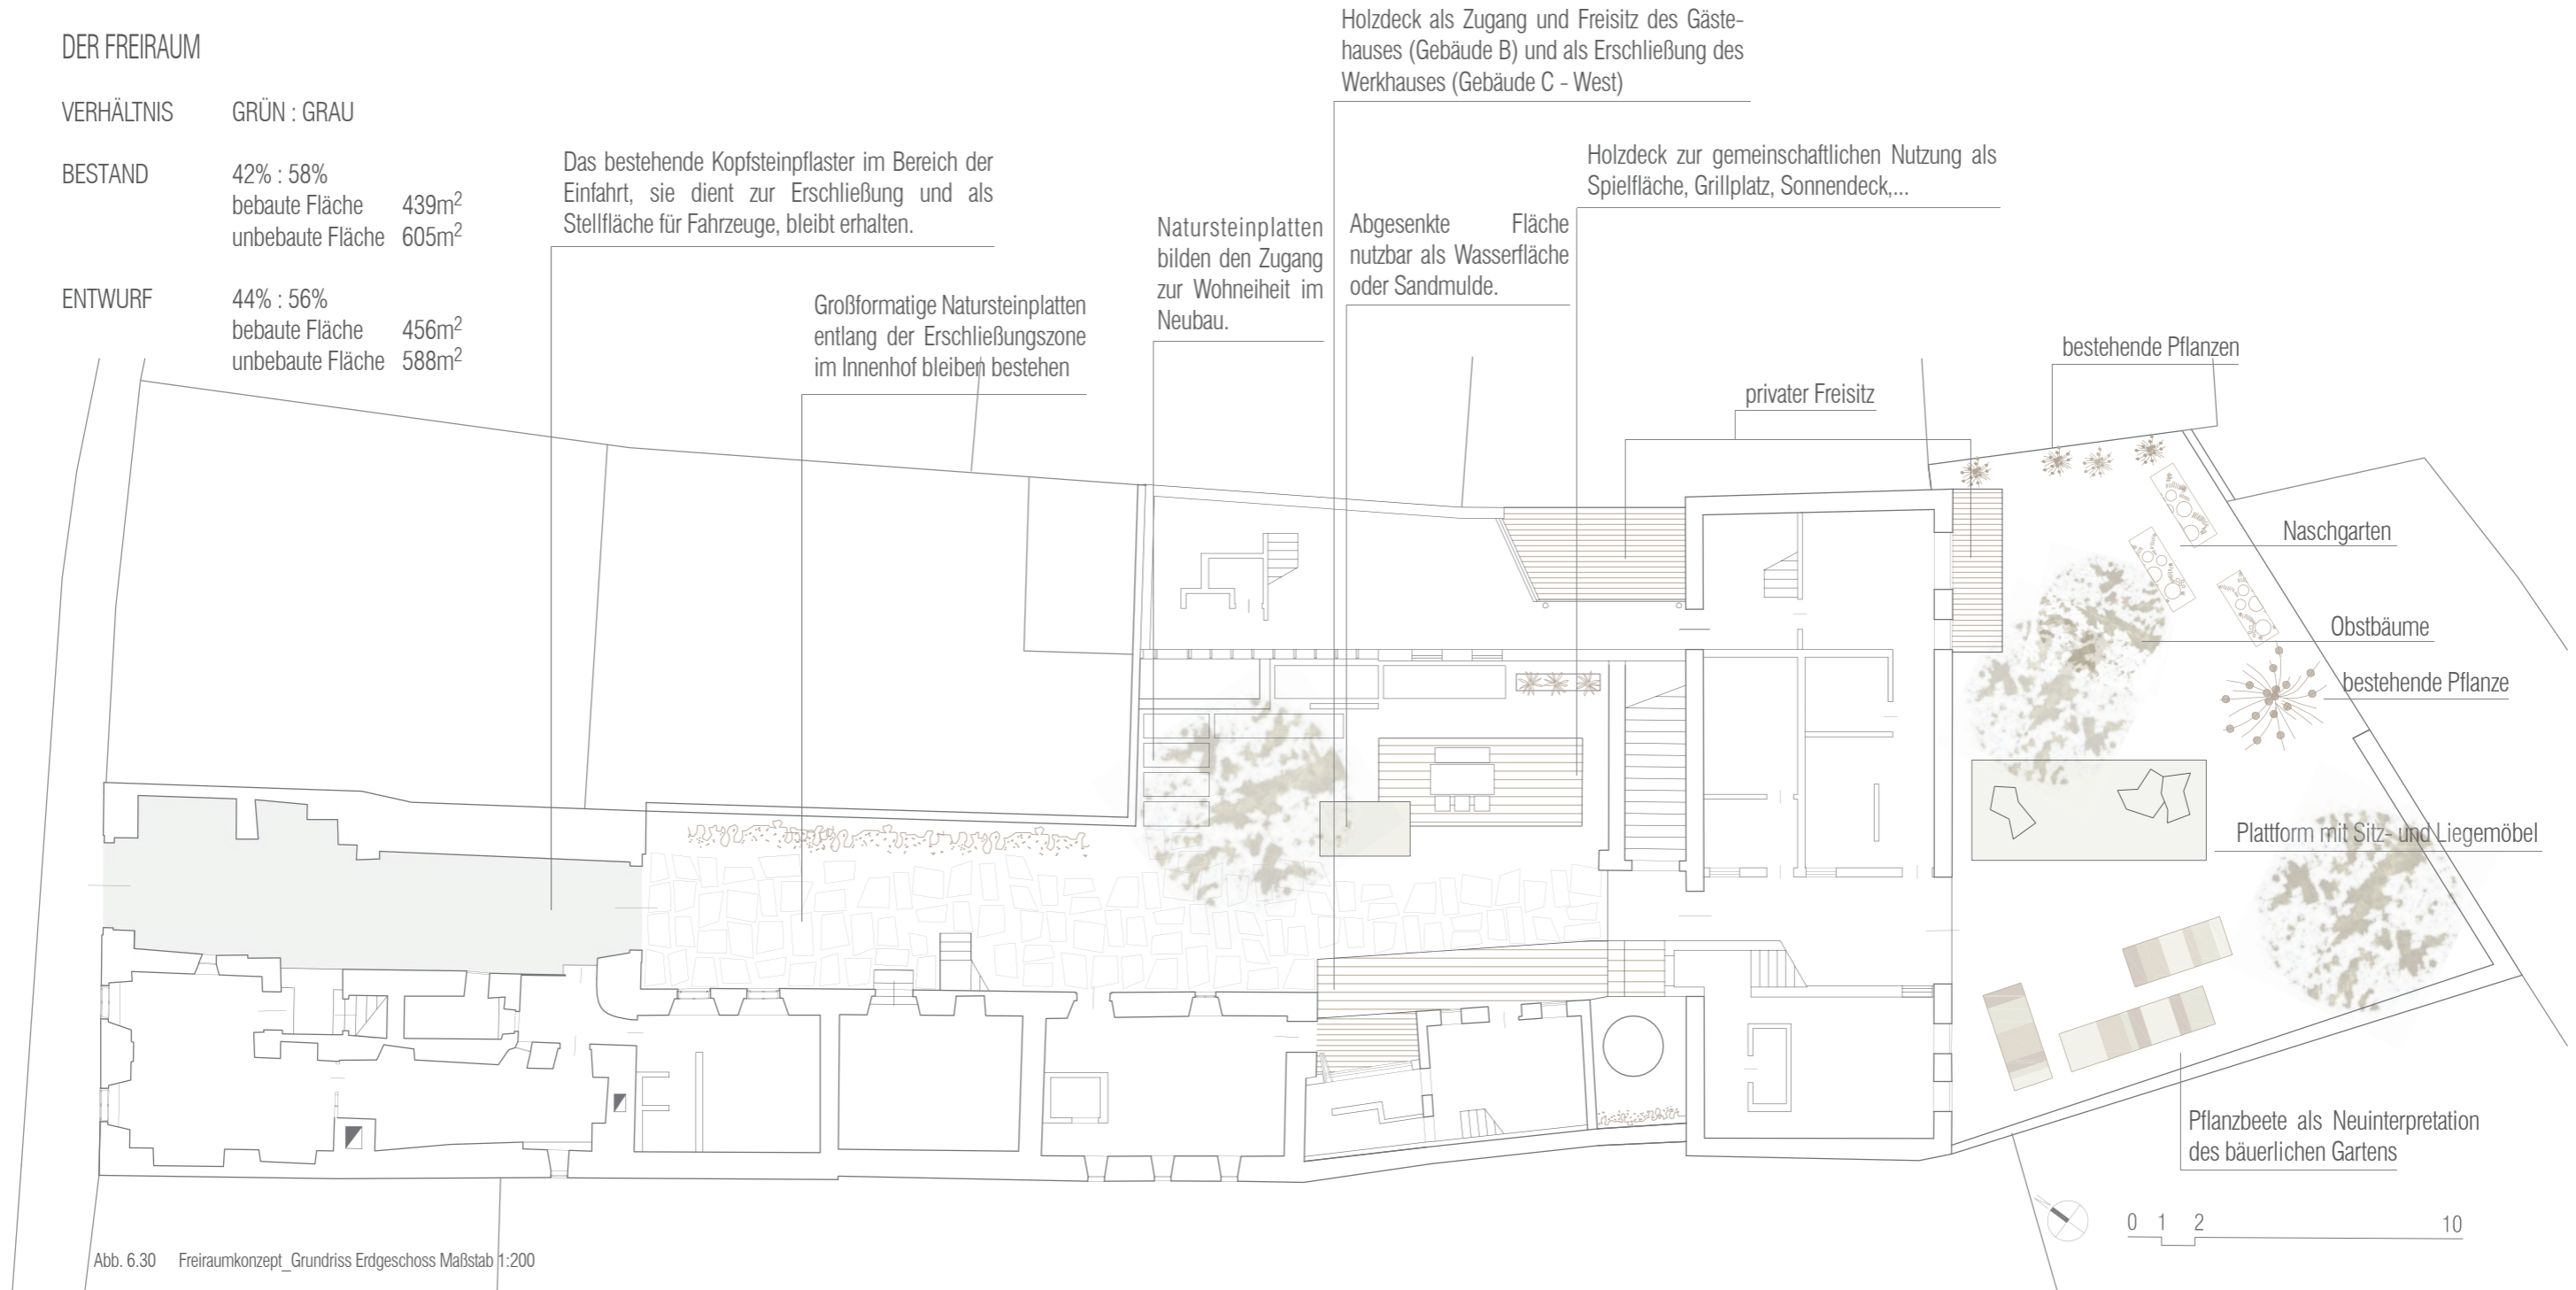 DER FREIRAUM
VERHÄLTNIS GRÜN : GRAU
BESTAND 42% : 58%
bebaute Fläche 439m²
unbebaute Fläche 605m²
ENTWURF 44% : 56%
bebaute Fläche 456m²
unbebaute Fläche 588m²
Das bestehende Kopfsteinpflaster im Bereich der
Einfahrt, sie dient zur Erschließung und als
Stellfläche für Fahrzeuge, bleibt erhalten.
Großformatige Natursteinplatten
entlang der Erschließungszone
im Innenhof bleiben bestehen
Natursteinplatten
bilden den Zugang
zur Wohneiheit im
Neubau.
Holzdeck als Zugang und Freisitz des Gäste-
hauses (Gebäude B) und als Erschließung des
Werkhauses (Gebäude C - West)
Abgesenkte Fläche
nutzbar als Wasserfläche
oder Sandmulde.
Holzdeck zur gemeinschaftlichen Nutzung als
Spielfläche, Grillplatz, Sonnendeck,...
privater Freisitz
bestehende Pflanzen
Naschgarten
Obstbäume
bestehende Pflanze
Plattform mit Sitz- und Liegemöbel
Pflanzbeete als Neuinterpretation
des bäuerlichen Gartens
0 1 2 10
Abb. 6.30 Freiraumkonzept_Grundriss Erdgeschoss Maßstab 1:200